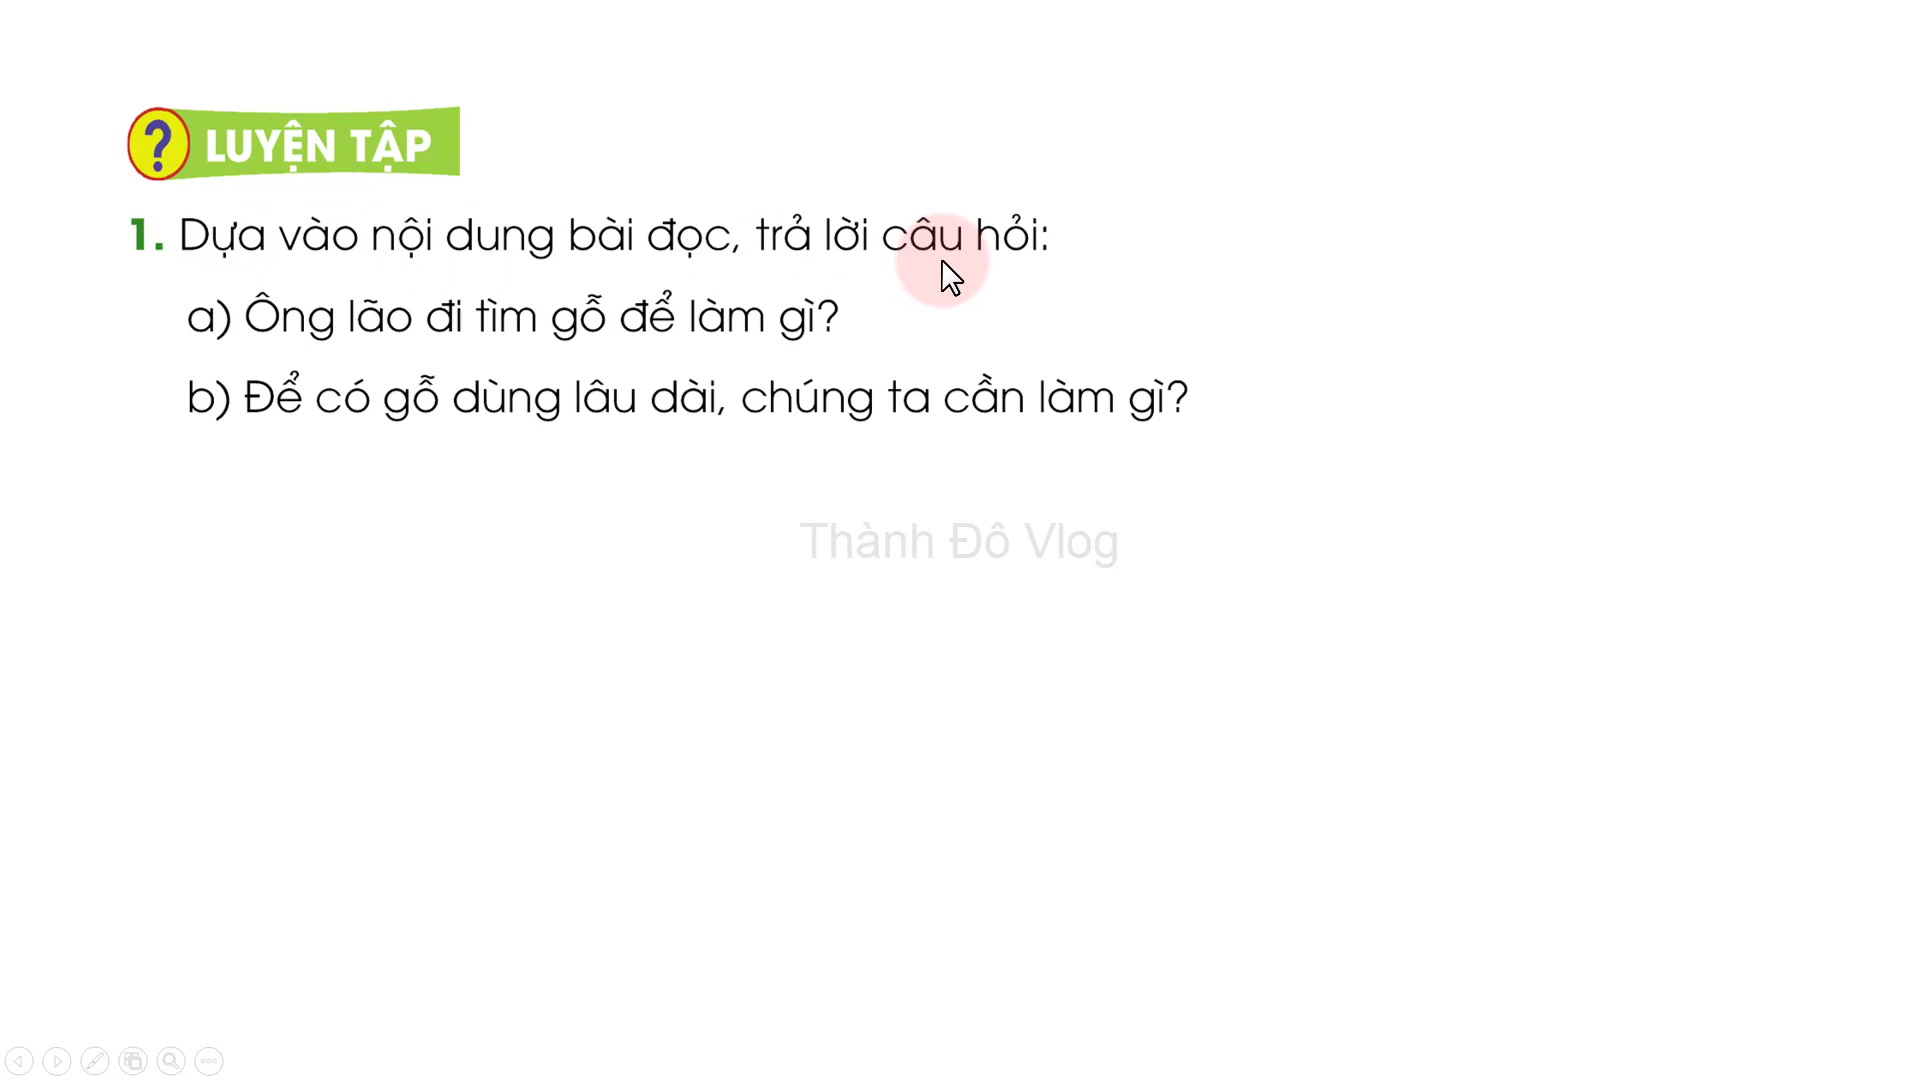 LUYỆN TẬP
1. Dựa vào nội dung bài đọc, trả lời câu hỏi:
a) Ông lão đi tìm gỗ để làm gì?
b) Để có gỗ dùng lâu dài, chúng ta cần làm gì?
Thành Đô Vlog